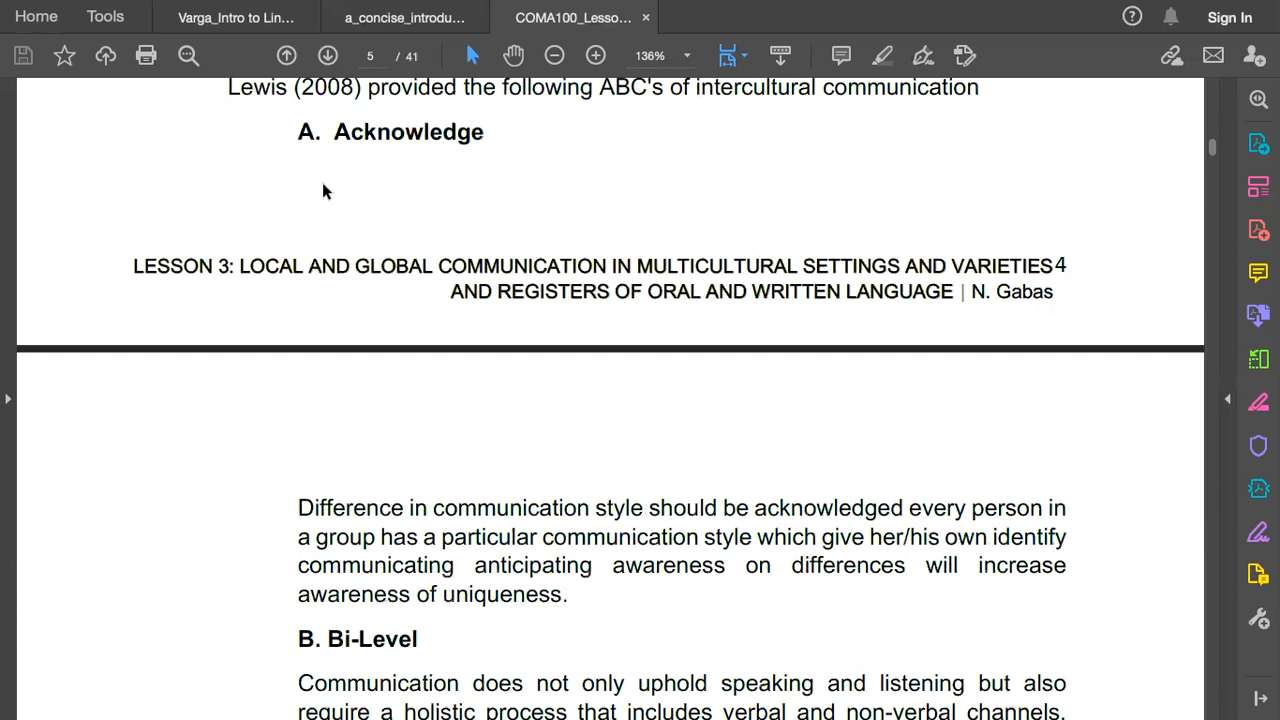 Home Tools Varga_Intro to Lin... a_concise_introdu... COMA100_Lesso... × Sign In
5 / 41 136%
Lewis (2008) provided the following ABC's of intercultural communication
A. Acknowledge
LESSON 3: LOCAL AND GLOBAL COMMUNICATION IN MULTICULTURAL SETTINGS AND VARIETIES 4
AND REGISTERS OF ORAL AND WRITTEN LANGUAGE | N. Gabas
Difference in communication style should be acknowledged every person in
a group has a particular communication style which give her/his own identify
communicating anticipating awareness on differences will increase
awareness of uniqueness.
B. Bi-Level
Communication does not only uphold speaking and listening but also
require a holistic process that includes verbal and non-verbal channels.